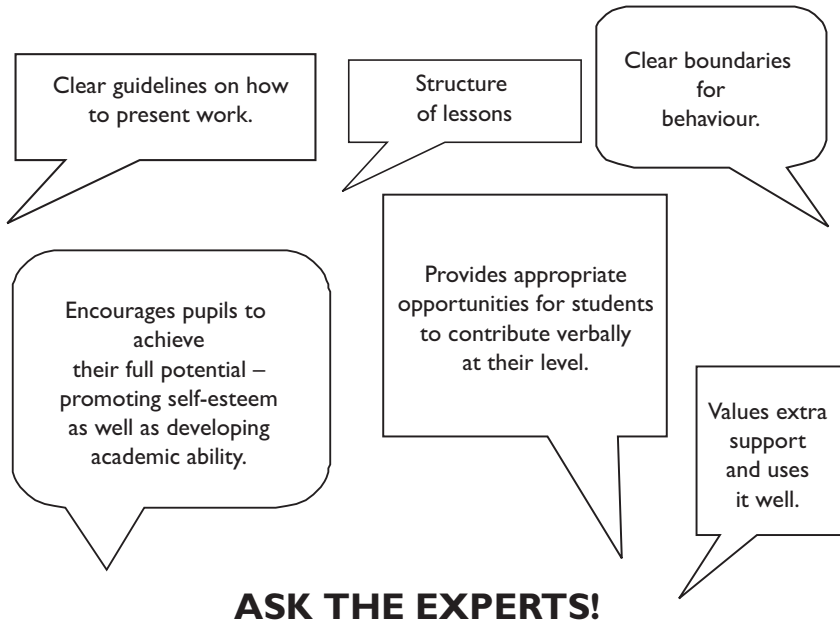 Clear guidelines on how
to present work.
Structure
of lessons
Clear boundaries
for
behaviour.
Encourages pupils to
achieve
their full potential –
promoting self-esteem
as well as developing
academic ability.
Provides appropriate
opportunities for students
to contribute verbally
at their level.
Values extra
support
and uses
it well.
ASK THE EXPERTS!